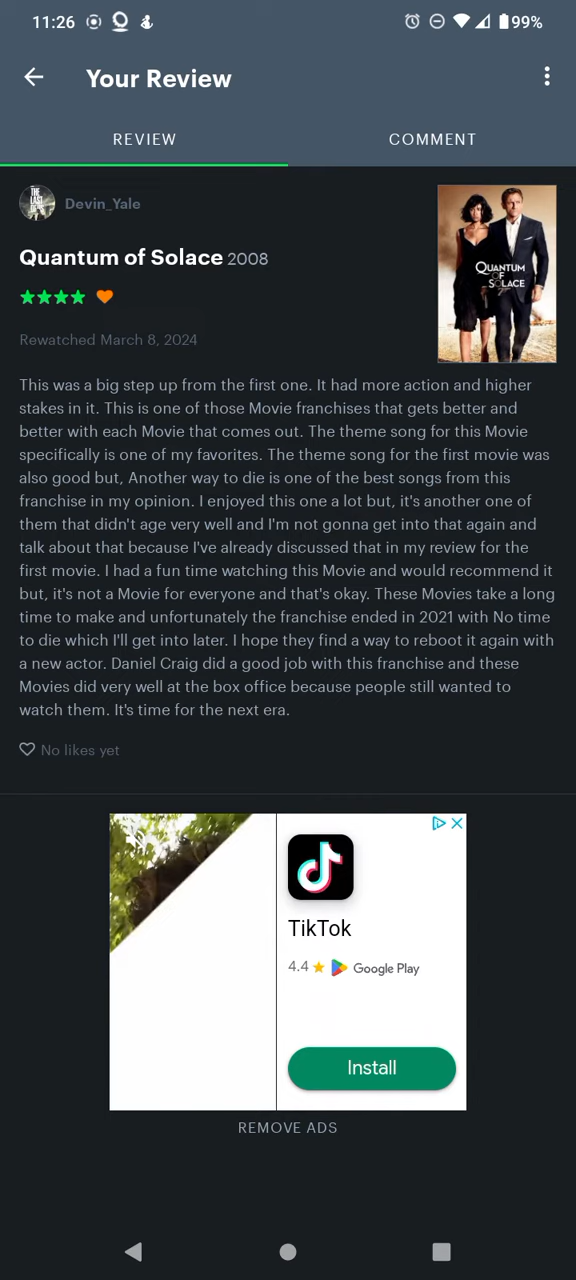 11:26
99%
Your Review
REVIEW
COMMENT
THE LAST
Devin_Yale
Quantum of Solace 2008
QUANTUM
OF
SOLACE
Rewatched March 8, 2024
This was a big step up from the first one. It had more action and higher
stakes in it. This is one of those Movie franchises that gets better and
better with each Movie that comes out. The theme song for this Movie
specifically is one of my favorites. The theme song for the first movie was
also good but, Another way to die is one of the best songs from this
franchise in my opinion. I enjoyed this one a lot but, it's another one of
them that didn't age very well and I'm not gonna get into that again and
talk about that because I've already discussed that in my review for the
first movie. I had a fun time watching this Movie and would recommend it
but, it's not a Movie for everyone and that's okay. These Movies take a long
time to make and unfortunately the franchise ended in 2021 with No time
to die which I'll get into later. I hope they find a way to reboot it again with
a new actor. Daniel Craig did a good job with this franchise and these
Movies did very well at the box office because people still wanted to
watch them. It's time for the next era.
No likes yet
TikTok
4.4 Google Play
Install
REMOVE ADS